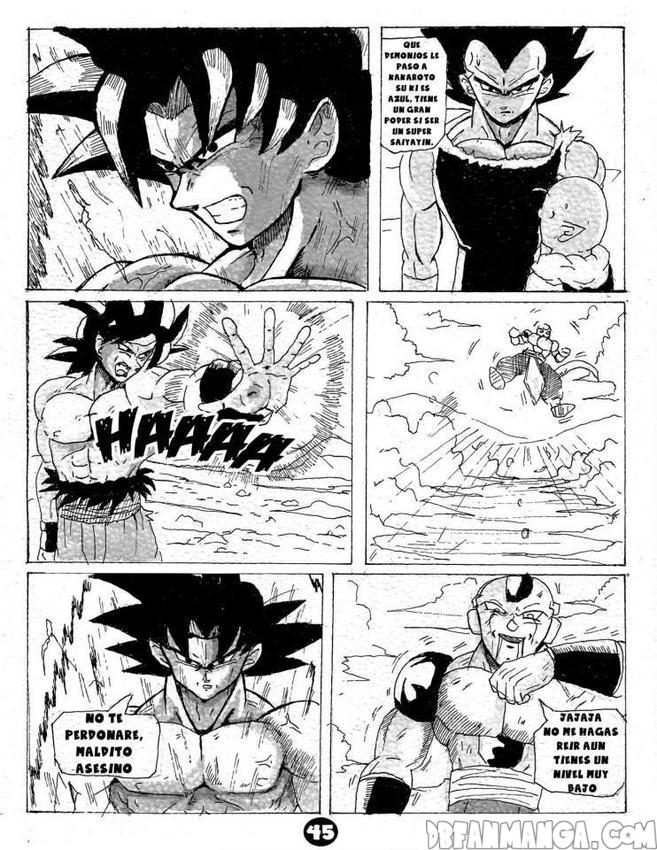 QUE
DEMONIOS LE
PASO A
KAKAROTO
SU KI ES
AZUL, TIENE
UN GRAN
PODER SI SER
UN SUPER
SAIYAYIN.
HAAAA
NO TE
PERDONARE,
MALDITO
ASESINO
JAJAJA
NO ME HAGAS
REIR AUN
TIENES UN
NIVEL MUY
BAJO
45
DBFANMANGA.COM